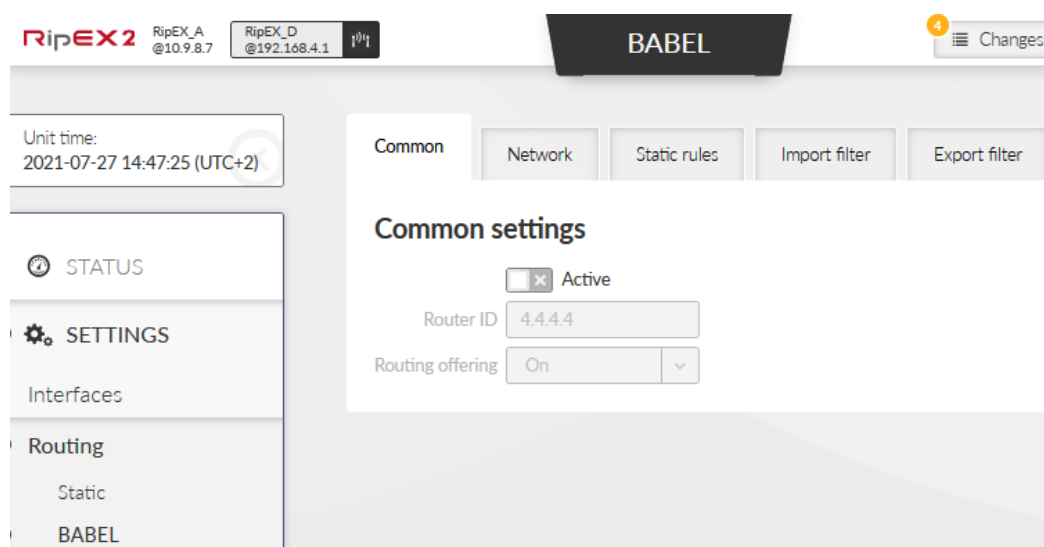 RipEX2
RipEX_A
@10.9.8.7
RipEX_D
@192.168.4.1
BABEL
4
Changes
Unit time:
2021-07-27 14:47:25 (UTC+2)
Common
Network
Static rules
Import filter
Export filter
Common settings
Active
Router ID 4.4.4.4
Routing offering On
STATUS
SETTINGS
Interfaces
Routing
Static
BABEL